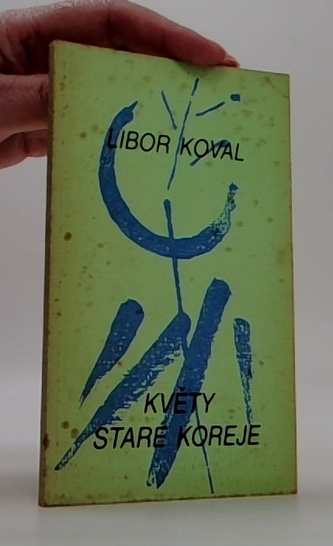 LIBOR KOVAL
KVĚTY
STARÉ KOREJE